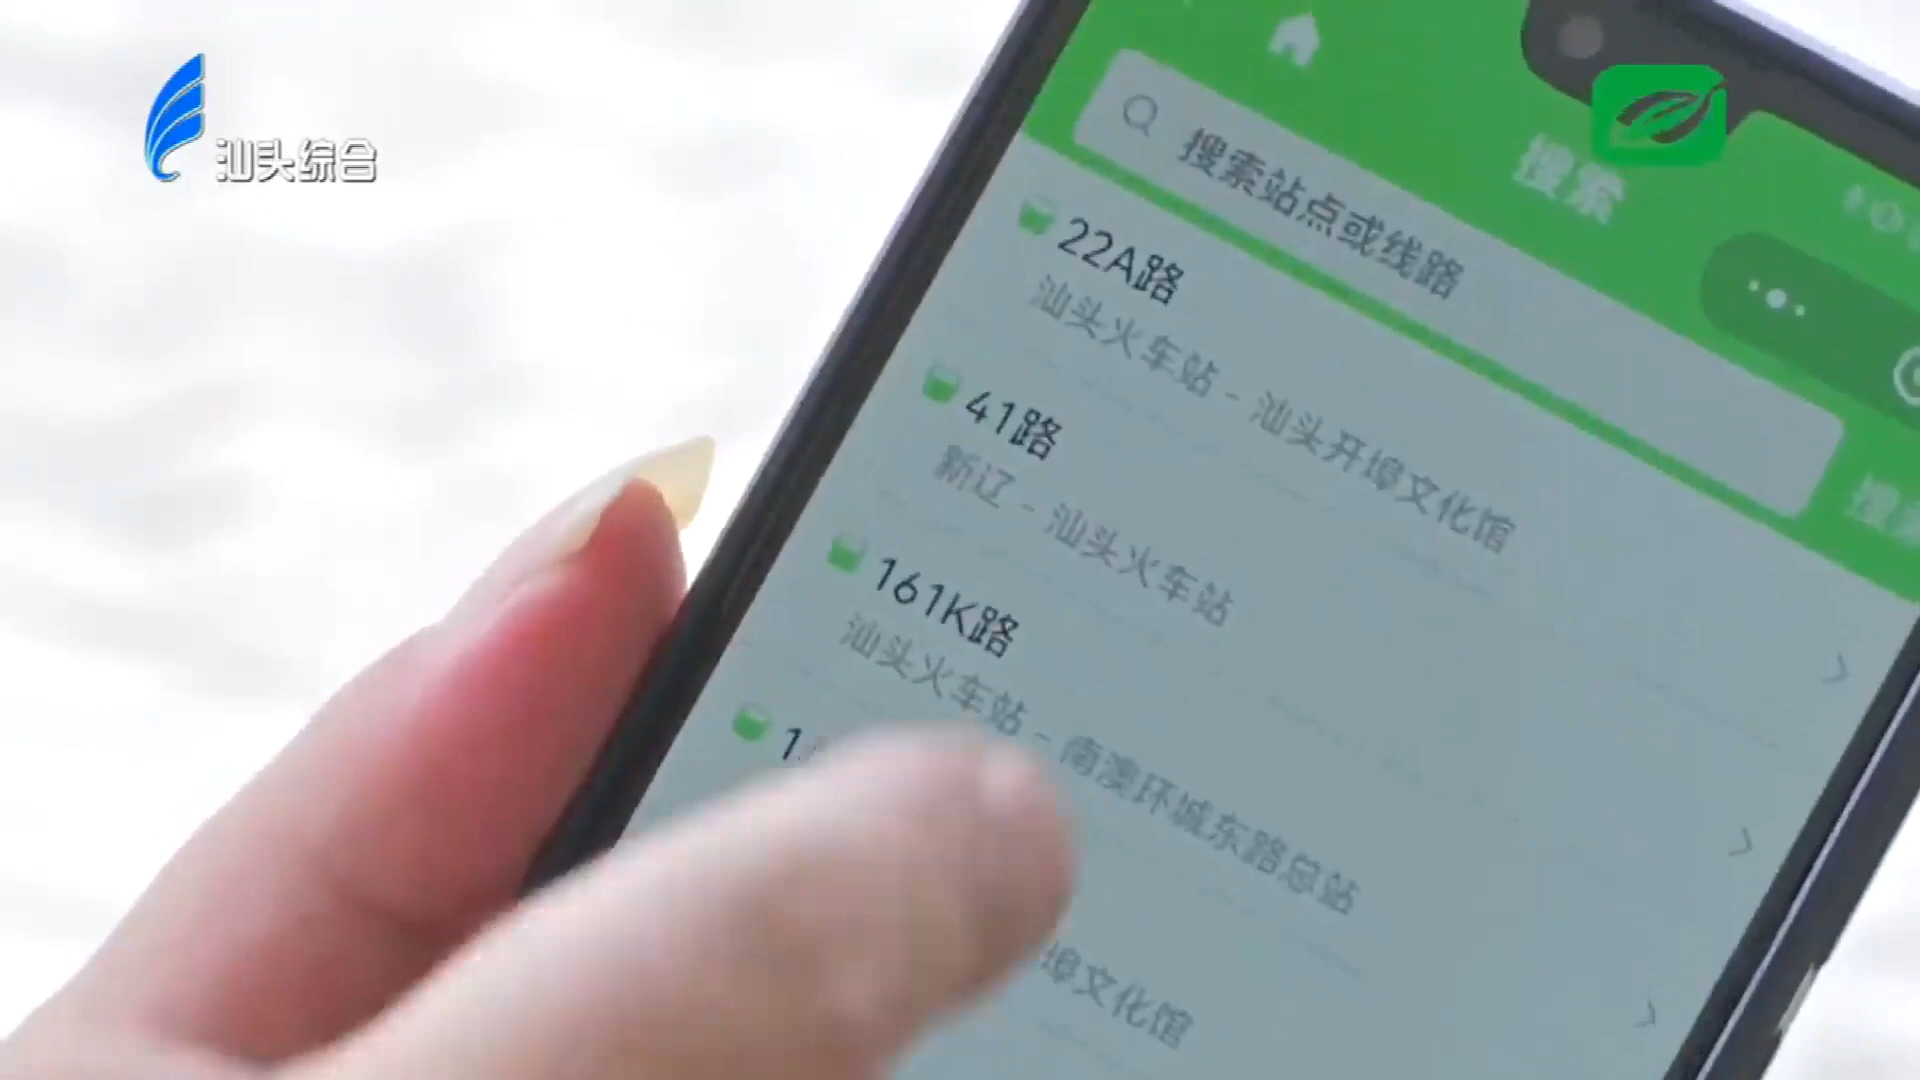 汕头综合
搜索
搜索站点或线路
搜索
22A路
汕头火车站 - 汕头开埠文化馆
41路
新辽 - 汕头火车站
161K路
汕头火车站 - 南澳环城东路总站
1
埠文化馆